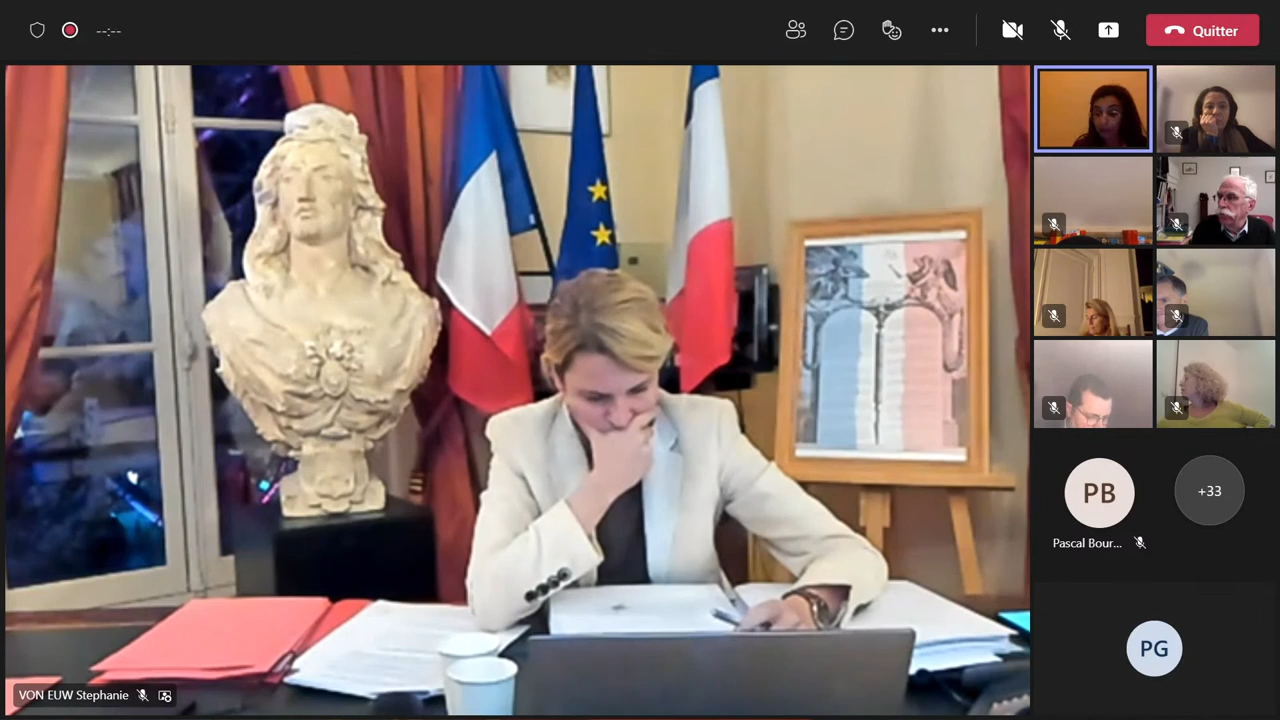 --:--
Quitter
PB
+33
Pascal Bour...
PG
VON EUW Stephanie